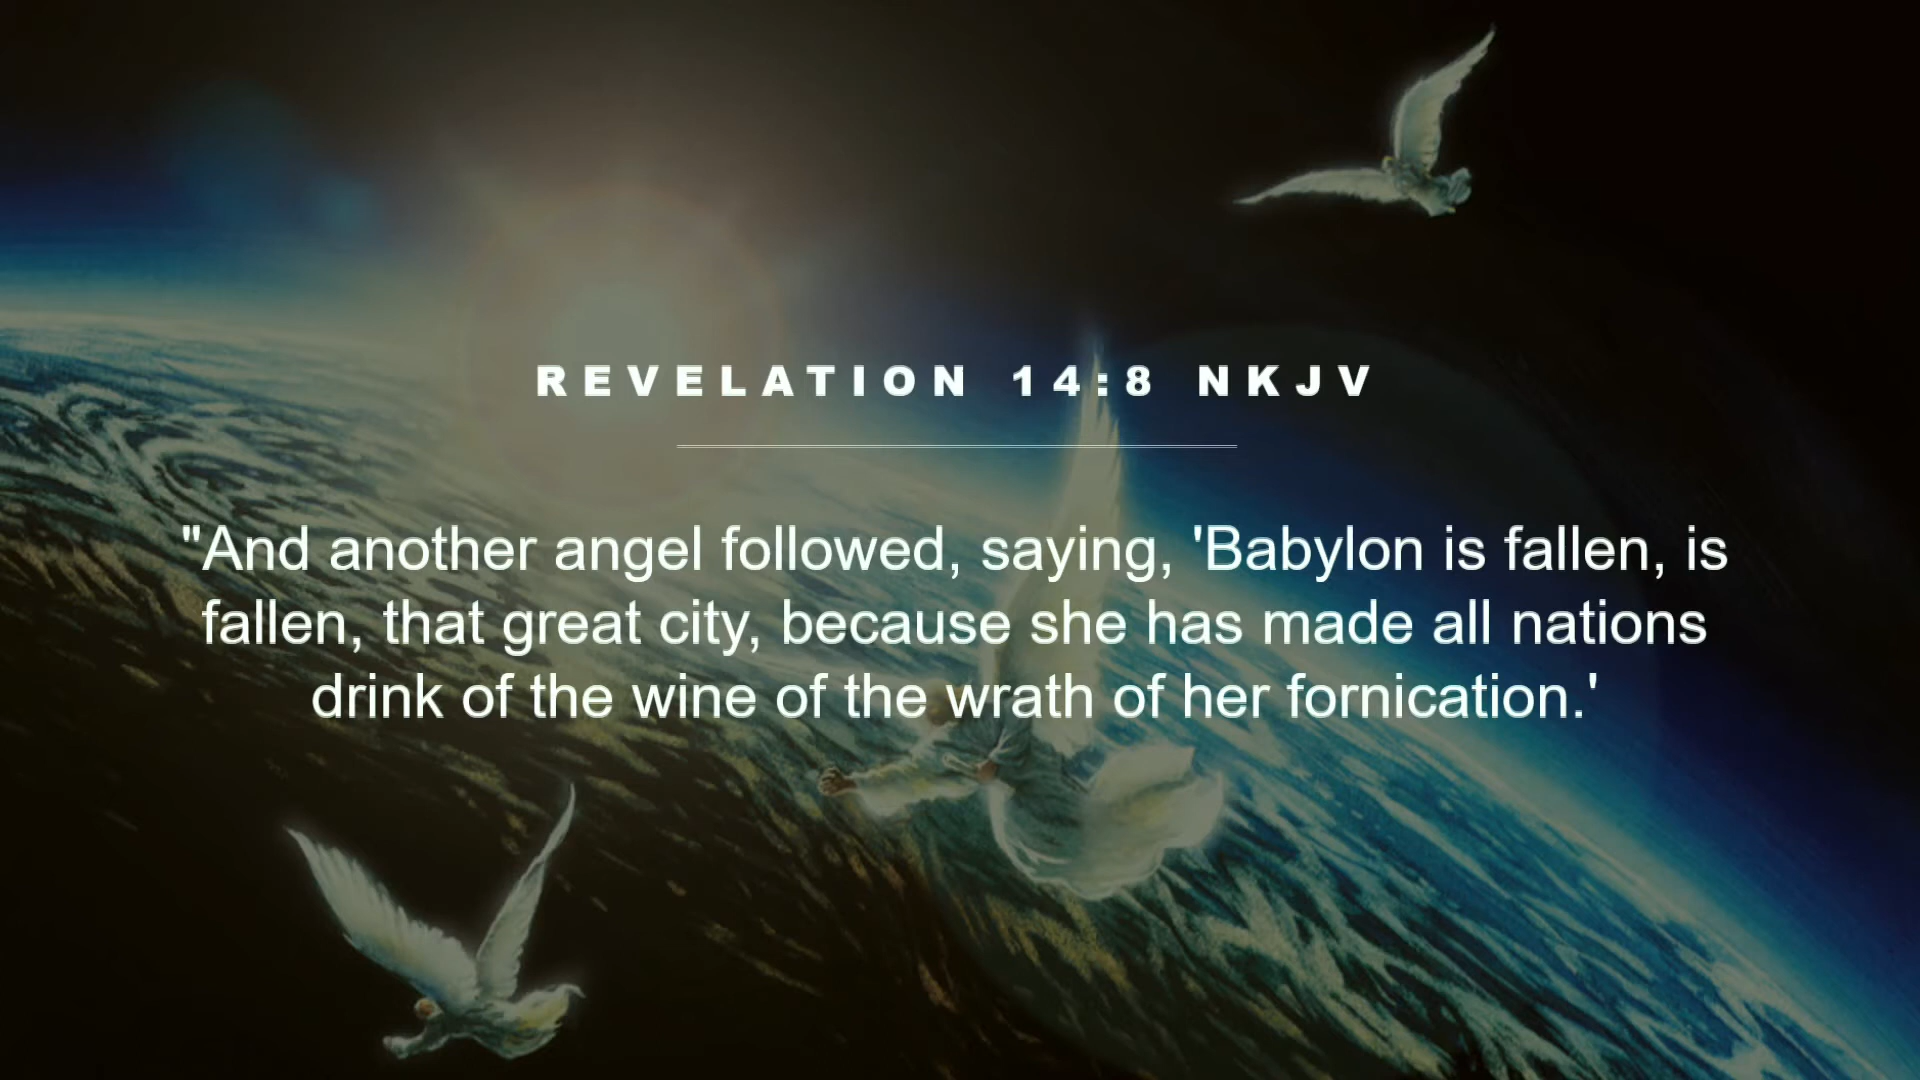 REVELATION 14:8 NKJV
"And another angel followed, saying, 'Babylon is fallen, is
fallen, that great city, because she has made all nations
drink of the wine of the wrath of her fornication.'